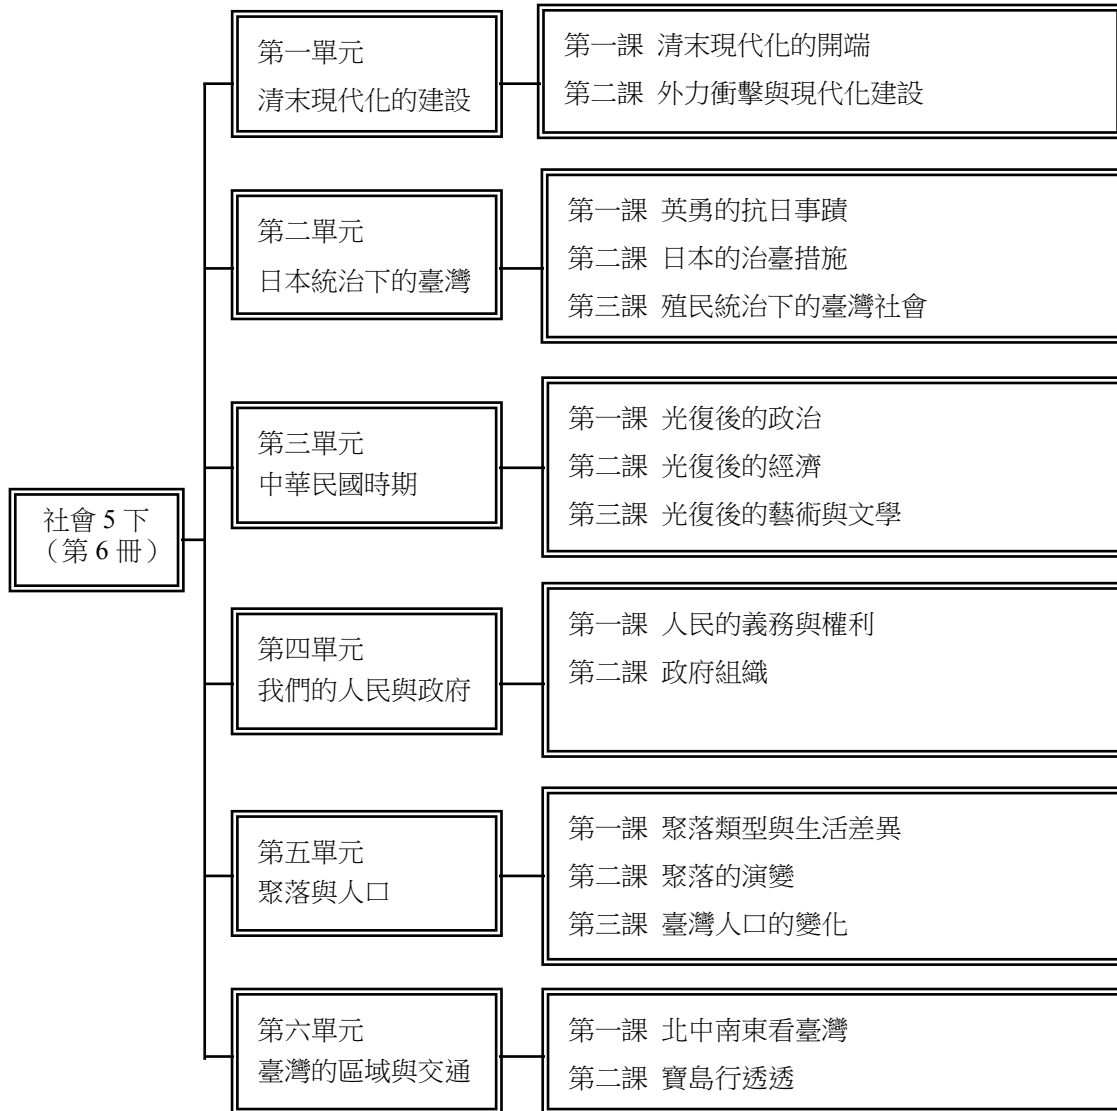 社會 5 下
（第 6 冊）
第一單元
清末現代化的建設
第一課 清末現代化的開端
第二課 外力衝擊與現代化建設
第二單元
日本統治下的臺灣
第一課 英勇的抗日事蹟
第二課 日本的治臺措施
第三課 殖民統治下的臺灣社會
第三單元
中華民國時期
第一課 光復後的政治
第二課 光復後的經濟
第三課 光復後的藝術與文學
第四單元
我們的人民與政府
第一課 人民的義務與權利
第二課 政府組織
第五單元
聚落與人口
第一課 聚落類型與生活差異
第二課 聚落的演變
第三課 臺灣人口的變化
第六單元
臺灣的區域與交通
第一課 北中南東看臺灣
第二課 寶島行透透